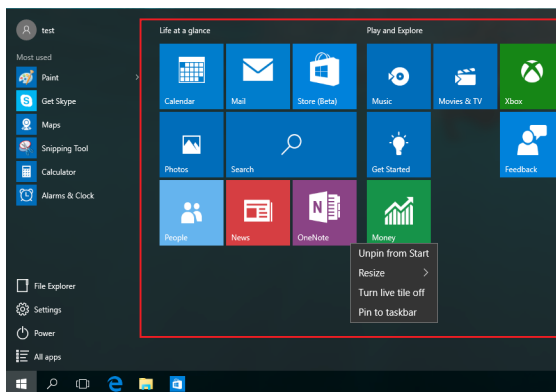 test
Most used
Paint
Get Skype
Maps
Snipping Tool
Calculator
Alarms & Clock
File Explorer
Settings
Power
All apps
Life at a glance
Calendar
Mail
Store (Beta)
Photos
Search
People
News
N
OneNote
Play and Explore
Music
Movies & TV
Xbox
Get Started
Feedback
Money
Unpin from Start
Resize
Turn live tile off
Pin to taskbar